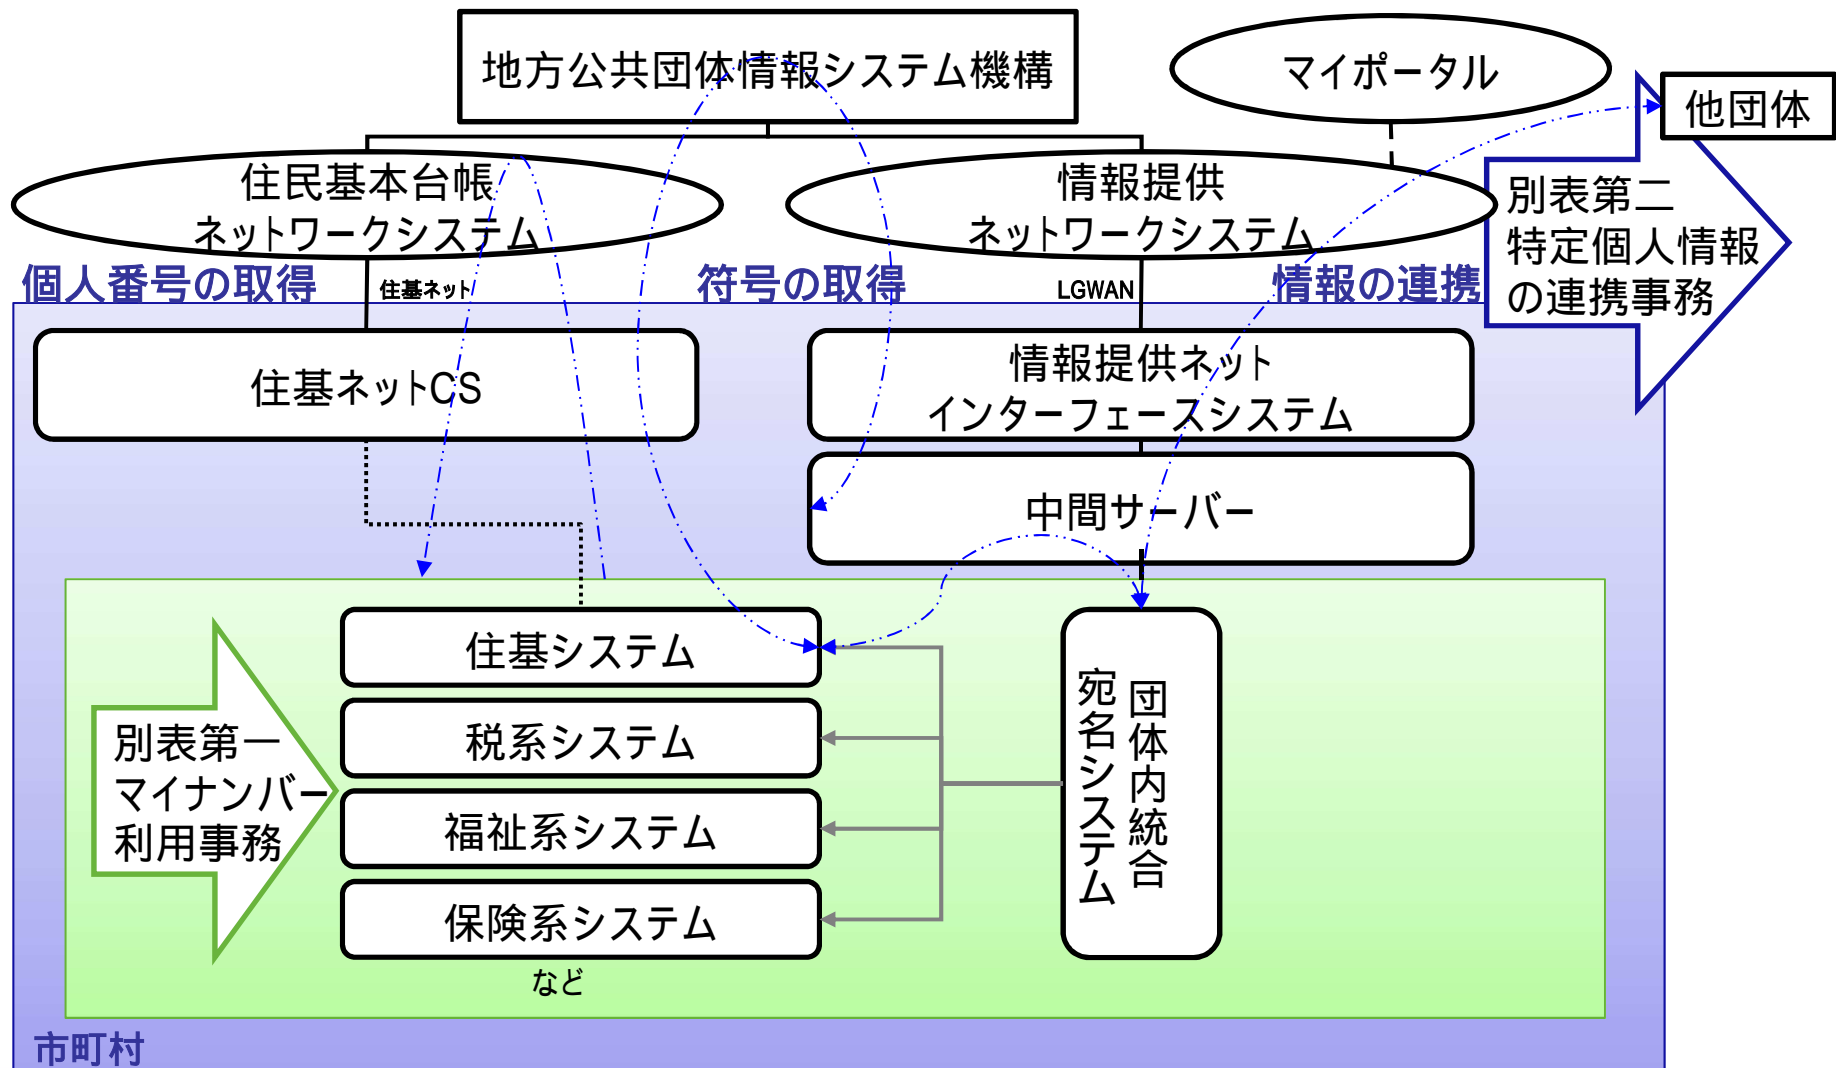 地方公共団体情報システム機構
マイポータル
他団体
住民基本台帳
ネットワークシステム
情報提供
ネットワークシステム
別表第二
特定個人情報
の連携事務
個人番号の取得
住基ネット
符号の取得
LGWAN
情報の連携
住基ネットCS
情報提供ネット
インターフェースシステム
中間サーバー
住基システム
税系システム
福祉系システム
保険系システム
など
団体内統合
宛名システム
別表第一
マイナンバー
利用事務
市町村